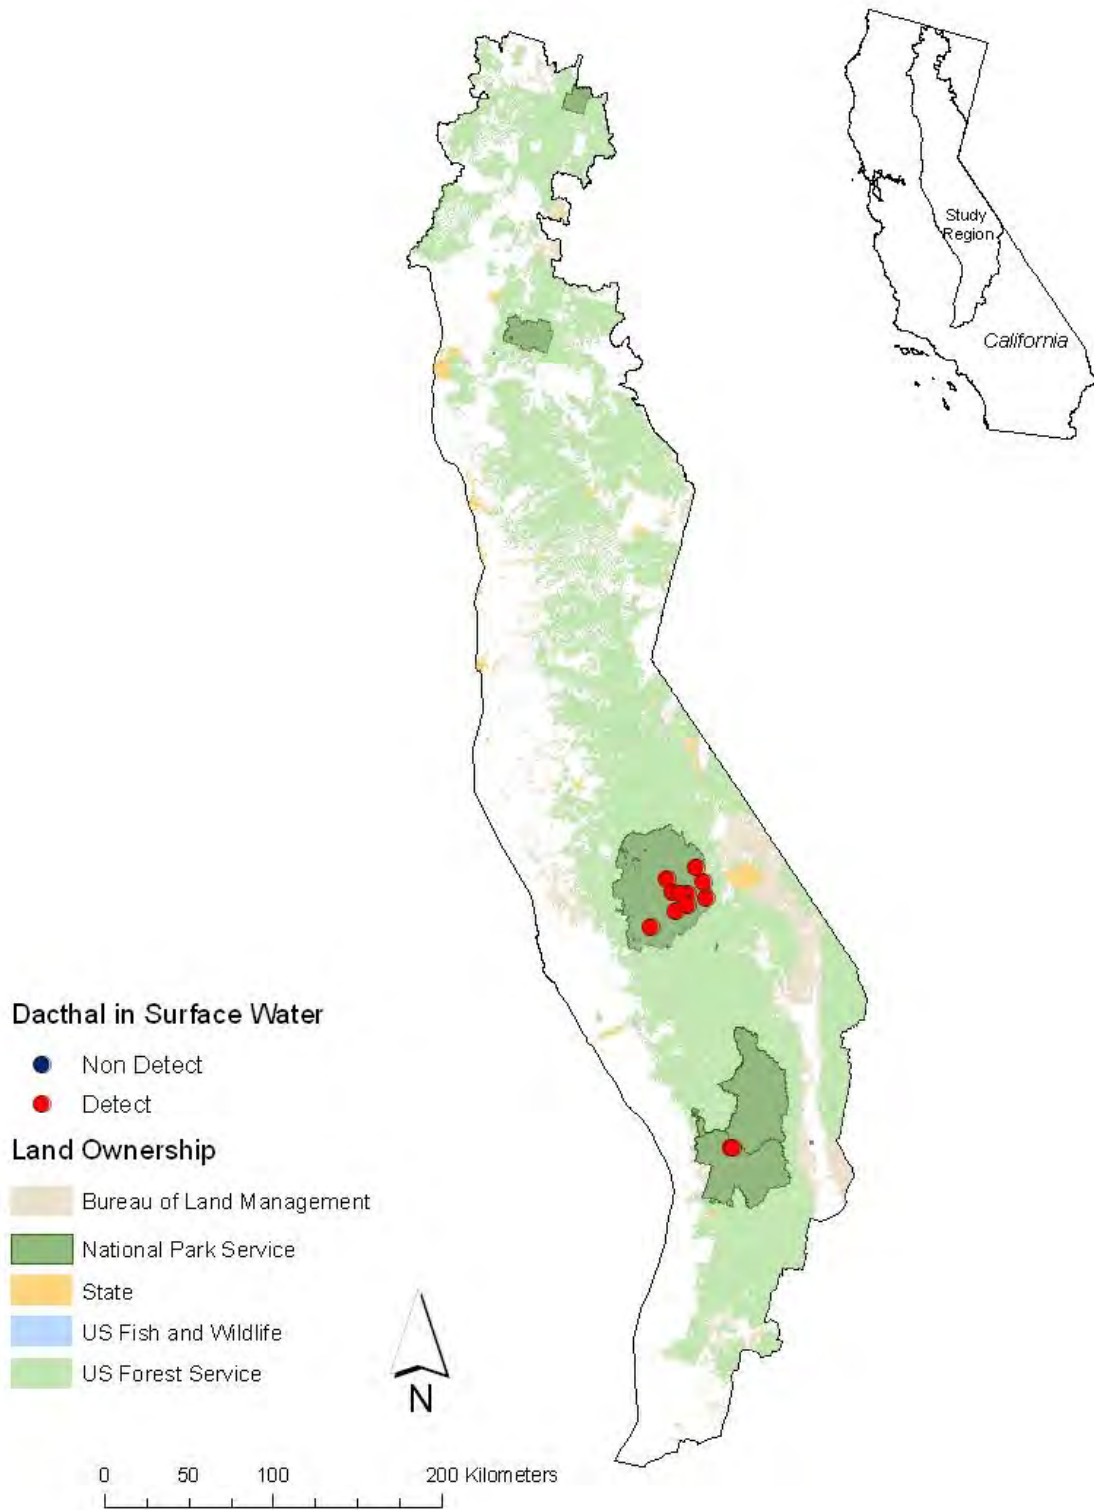 Study
Region
California
Dacthal in Surface Water
Non Detect
Detect
Land Ownership
Bureau of Land Management
National Park Service
State
US Fish and Wildlife
US Forest Service
N
0 50 100 200 Kilometers